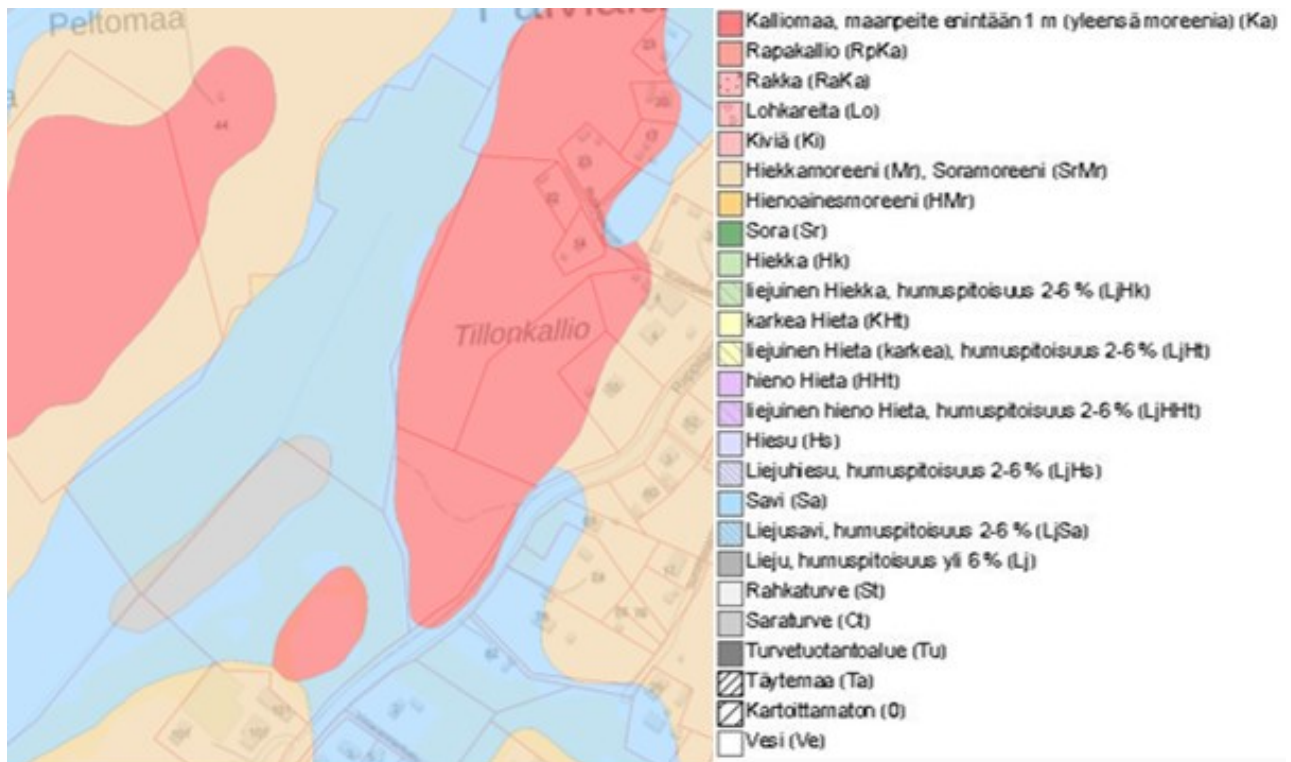 Peltomaa
44
Tillonkallio
Kalliomaa, maanpeite enintään 1 m (yleensä moreenia) (Ka)
Rapakallio (RpKa)
Rakka (RaKa)
Lohkareita (Lo)
Kiviä (Ki)
Hiekkamoreeni (Mr), Soramoreeni (SrMr)
Hienoainesmoreeni (HMr)
Sora (Sr)
Hiekka (Hk)
liejuinen Hiekka, humuspitoisuus 2-6 % (LjHk)
karkea Hieta (KHt)
liejuinen Hieta (karkea), humuspitoisuus 2-6 % (LjHt)
hieno Hieta (HHt)
liejuinen hieno Hieta, humuspitoisuus 2-6 % (LjHHt)
Hiesu (Hs)
Liejuhiesu, humuspitoisuus 2-6 % (LjHs)
Savi (Sa)
Liejusavi, humuspitoisuus 2-6 % (LjSa)
Lieju, humuspitoisuus yli 6 % (Lj)
Rahkaturve (St)
Saraturve (Ct)
Turvetuotantoalue (Tu)
Täytemaa (Ta)
Kartoittamaton (0)
Vesi (Ve)